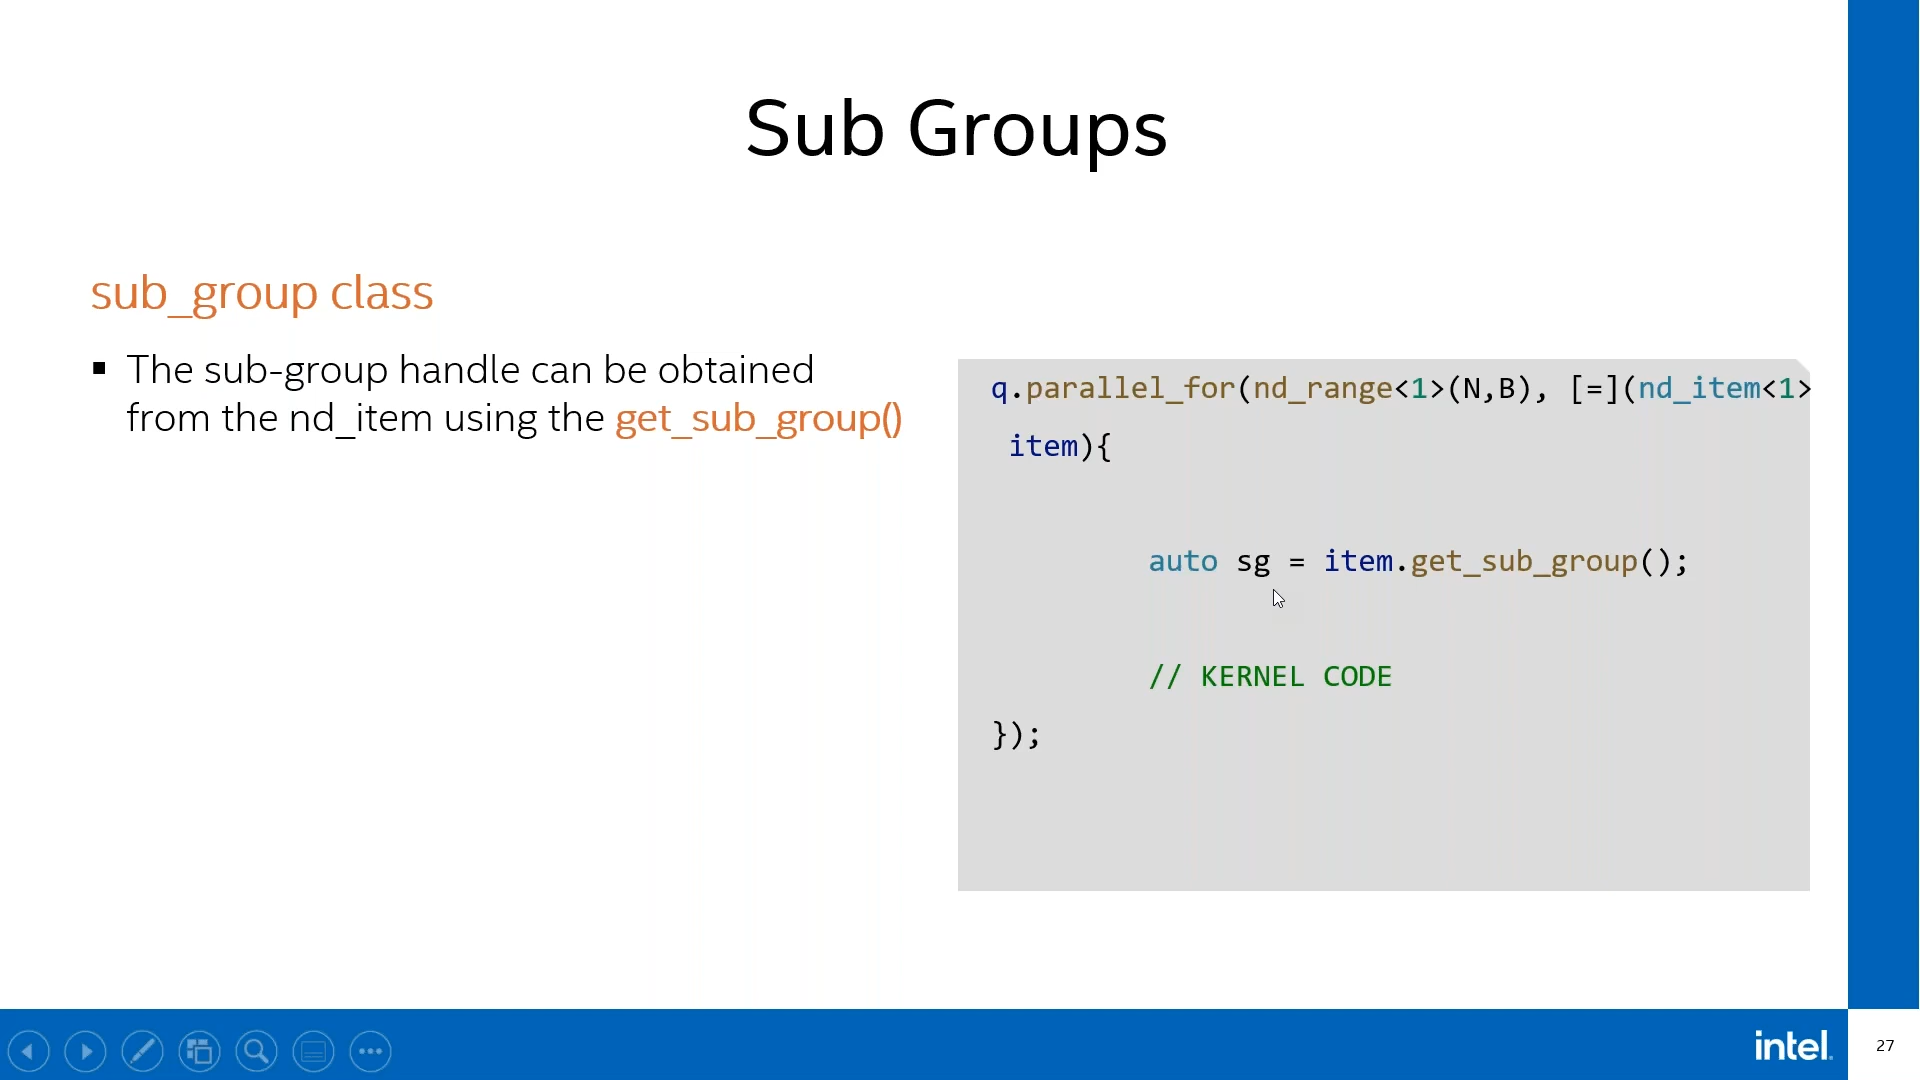 Sub Groups
sub_group class
▪ The sub-group handle can be obtained
from the nd_item using the get_sub_group()
q.parallel_for(nd_range<1>(N,B), [=](nd_item<1>
item){
auto sg = item.get_sub_group();
// KERNEL CODE
});
intel.
27